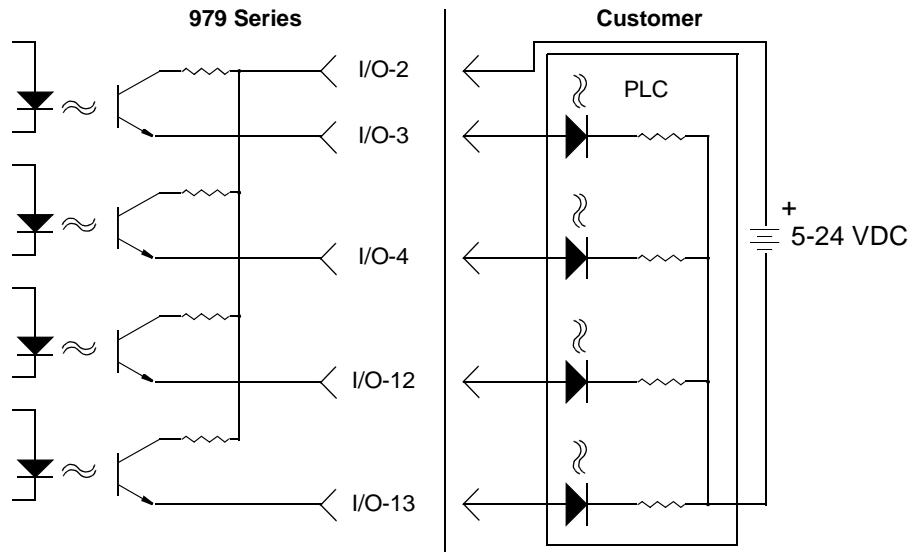 979 Series
Customer
I/O-2
PLC
I/O-3
+
I/O-4
5-24 VDC
I/O-12
I/O-13